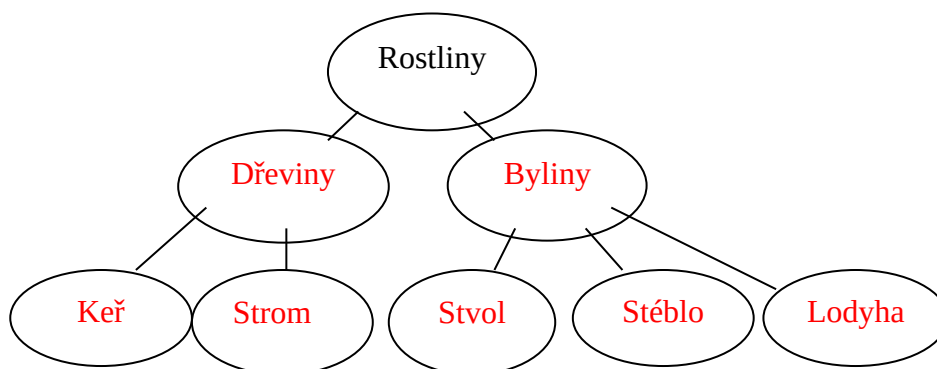 Rostliny
Dřeviny
Byliny
Keř
Strom
Stvol
Stéblo
Lodyha